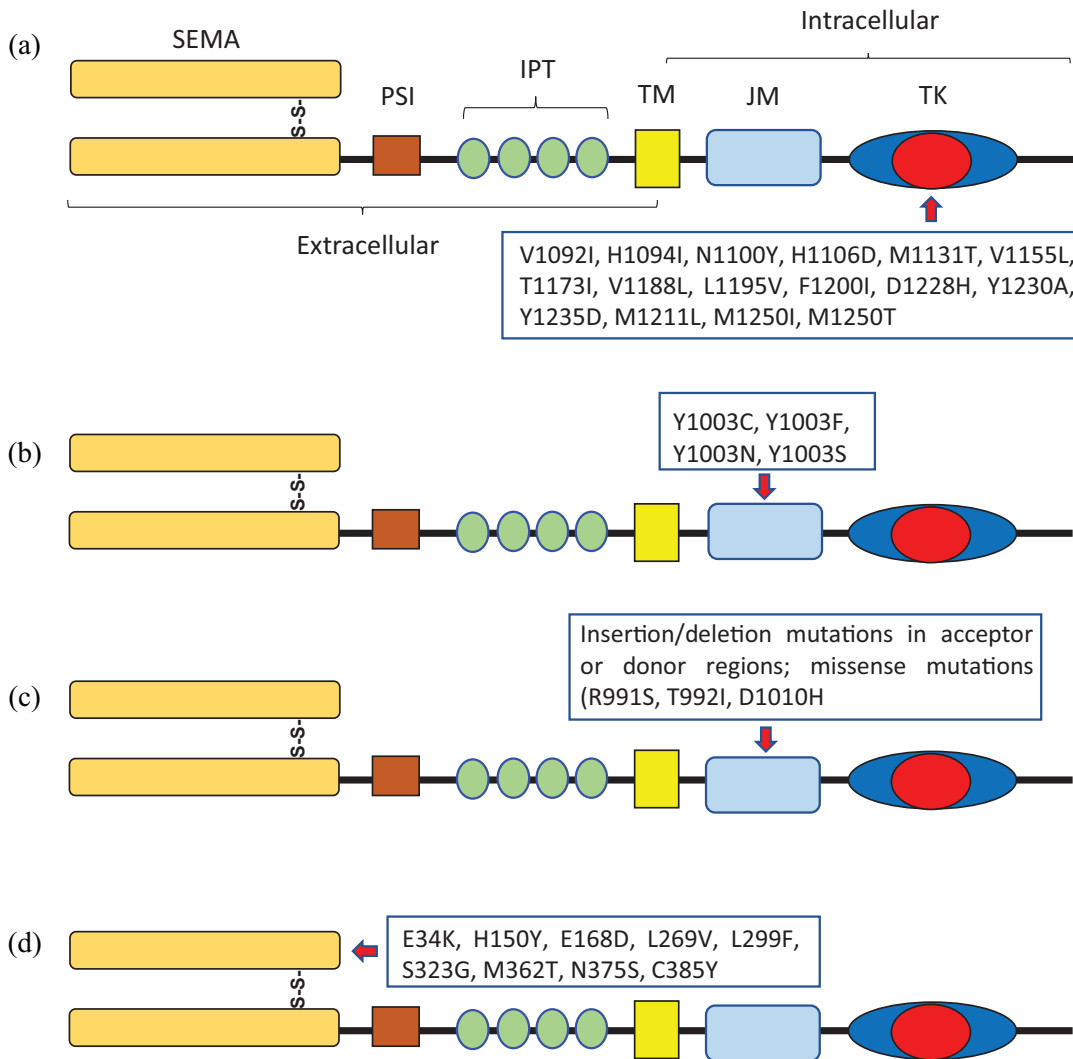 (a)
SEMA
S-S-
PSI
IPT
TM
Intracellular
JM
TK
Extracellular
V1092I, H1094I, N1100Y, H1106D, M1131T, V1155L,
T1173I, V1188L, L1195V, F1200I, D1228H, Y1230A,
Y1235D, M1211L, M1250I, M1250T
(b)
S-S-
Y1003C, Y1003F,
Y1003N, Y1003S
(c)
S-S-
Insertion/deletion mutations in acceptor
or donor regions; missense mutations
(R991S, T992I, D1010H
(d)
S-S-
E34K, H150Y, E168D, L269V, L299F,
S323G, M362T, N375S, C385Y